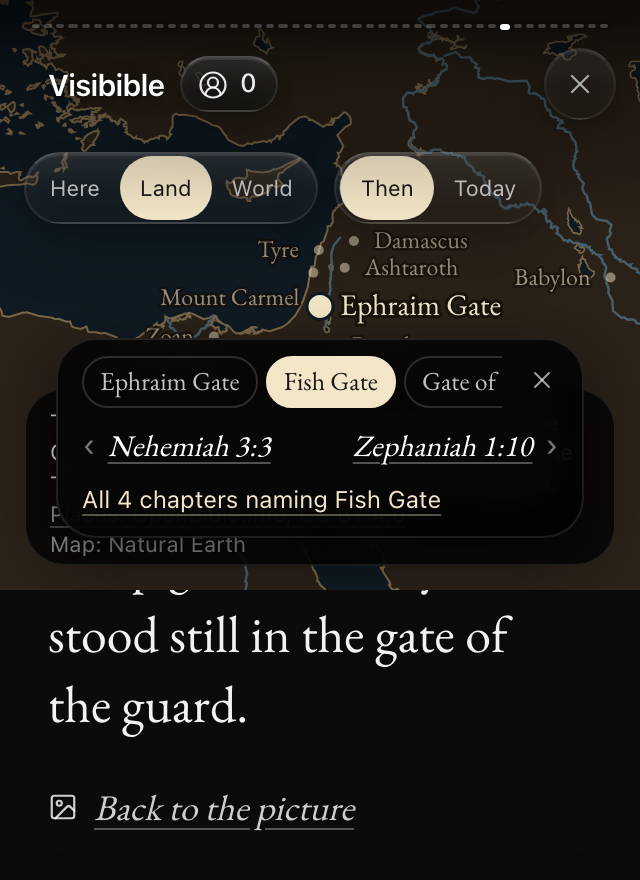 Visibible 0
Here Land World Then Today
Tyre Damascus
Ashtaroth
Babylon
Mount Carmel Ephraim Gate
Zoan
Ephraim Gate Fish Gate Gate of
‹ Nehemiah 3:3 Zephaniah 1:10 ›
All 4 chapters naming Fish Gate
Map: Natural Earth
stood still in the gate of
the guard.
Back to the picture